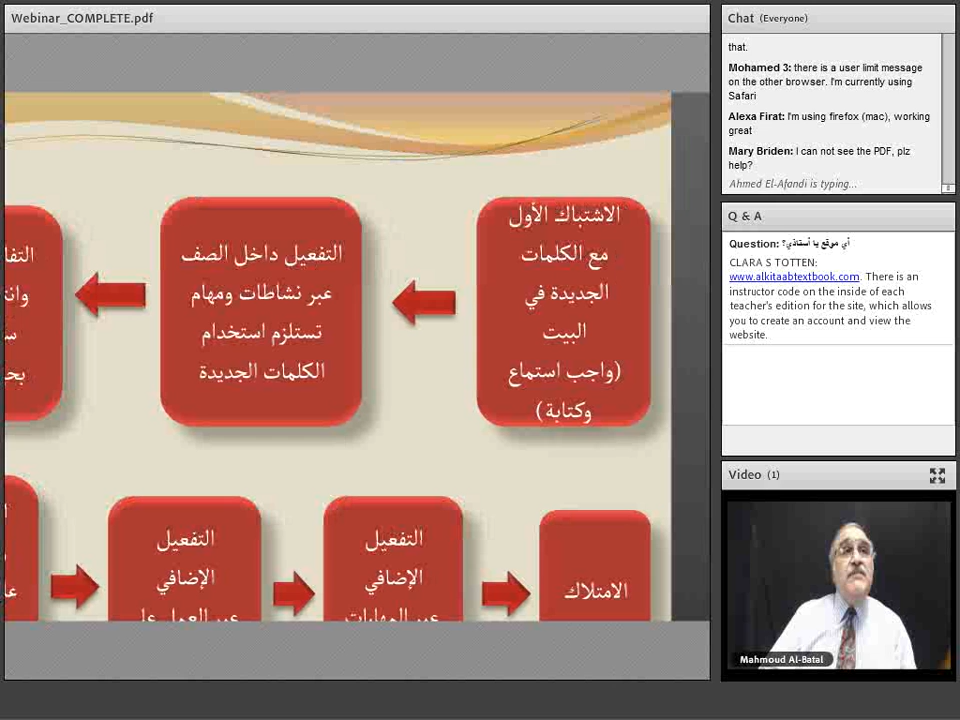 Webinar_COMPLETE.pdf
الاشتباك الأول
مع الكلمات
الجديدة في
البيت
(واجب استماع
وكتابة)
التفعيل داخل الصف
عبر نشاطات ومهام
تستلزم استخدام
الكلمات الجديدة
الامتلاك
التفعيل
الإضافي
عبر المهارات
التفعيل
الإضافي
عبر العمل على
Chat (Everyone)
that.
Mohamed 3: there is a user limit message
on the other browser. I'm currently using
Safari
Alexa Firat: I'm using firefox (mac), working
great
Mary Briden: I can not see the PDF, plz
help?
Ahmed El-Afandi is typing...
Q & A
Question: أي موقع يا أستاذي؟
CLARA S TOTTEN:
www.alkitaabtextbook.com. There is an
instructor code on the inside of each
teacher's edition for the site, which allows
you to create an account and view the
website.
Video (1)
Mahmoud Al-Batal